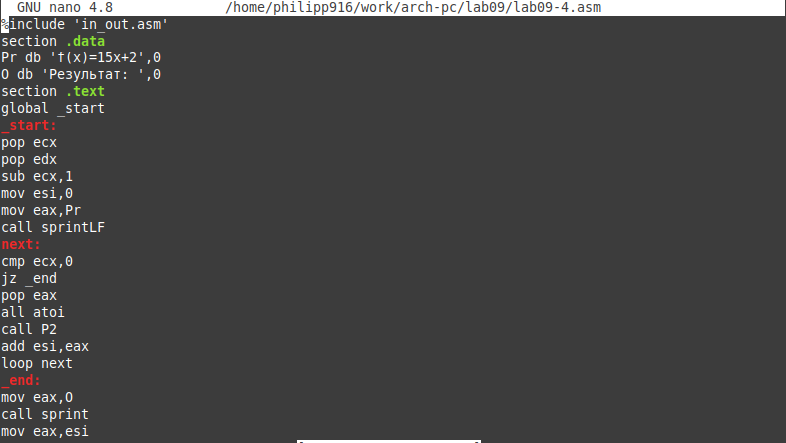 GNU nano 4.8 /home/philipp916/work/arch-pc/lab09/lab09-4.asm
%include 'in_out.asm'
section .data
Pr db 'f(x)=15x+2',0
O db 'Результат: ',0
section .text
global _start
_start:
pop ecx
pop edx
sub ecx,1
mov esi,0
mov eax,Pr
call sprintLF
next:
cmp ecx,0
jz _end
pop eax
all atoi
call P2
add esi,eax
loop next
_end:
mov eax,O
call sprint
mov eax,esi